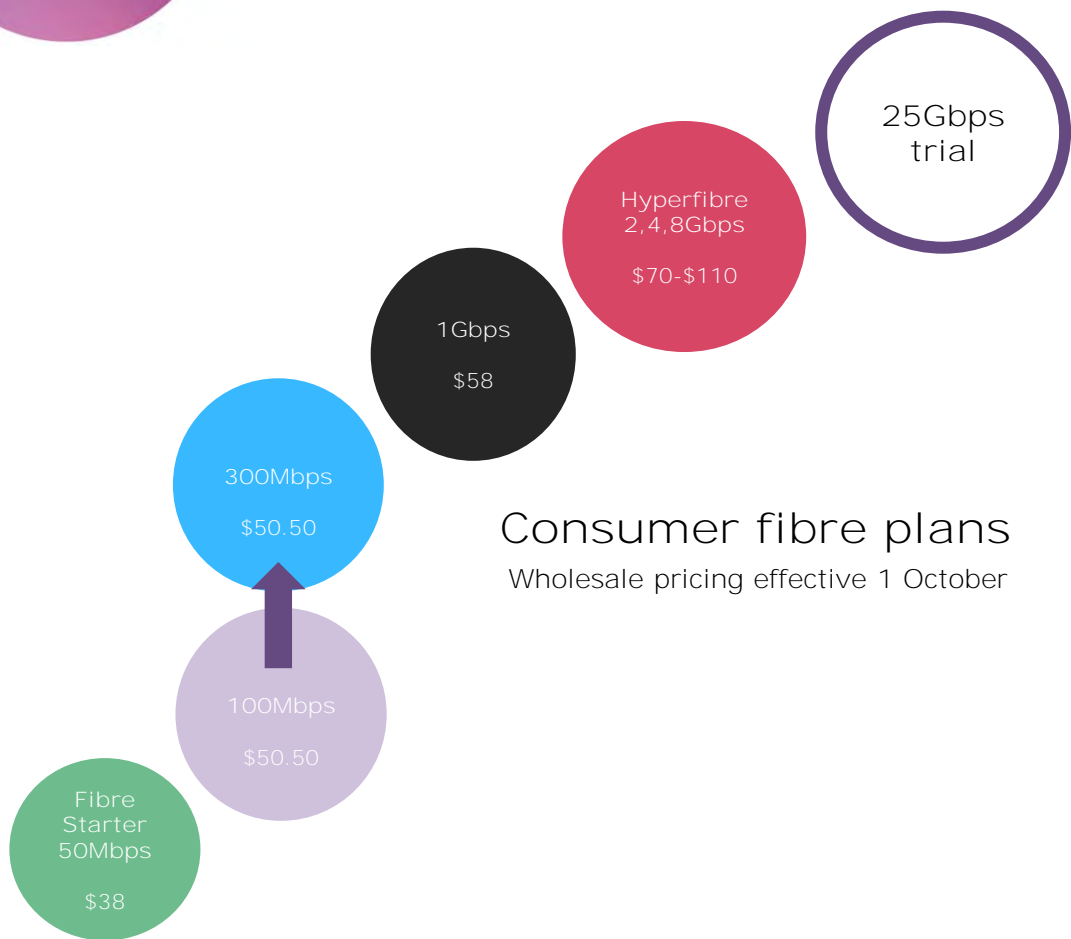 25Gbps
trial
Hyperfibre
2,4,8Gbps
$70-$110
1Gbps
$58
300Mbps
$50.50
Consumer fibre plans
Wholesale pricing effective 1 October
100Mbps
$50.50
Fibre
Starter
50Mbps
$38